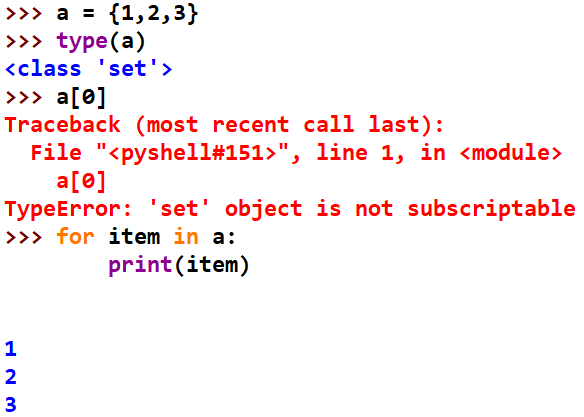 >>> a = {1,2,3}
>>> type(a)
<class 'set'>
>>> a[0]
Traceback (most recent call last):
  File "<pyshell#151>", line 1, in <module>
    a[0]
TypeError: 'set' object is not subscriptable
>>> for item in a:
        print(item)
1
2
3